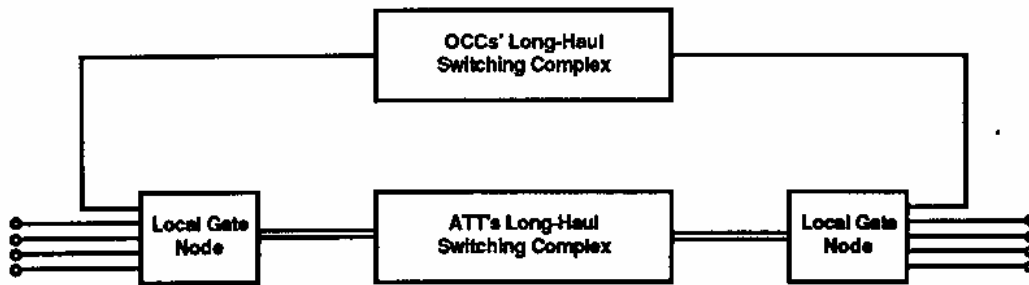 OCCs' Long-Haul
Switching Complex
Local Gate
Node
ATT's Long-Haul
Switching Complex
Local Gate
Node